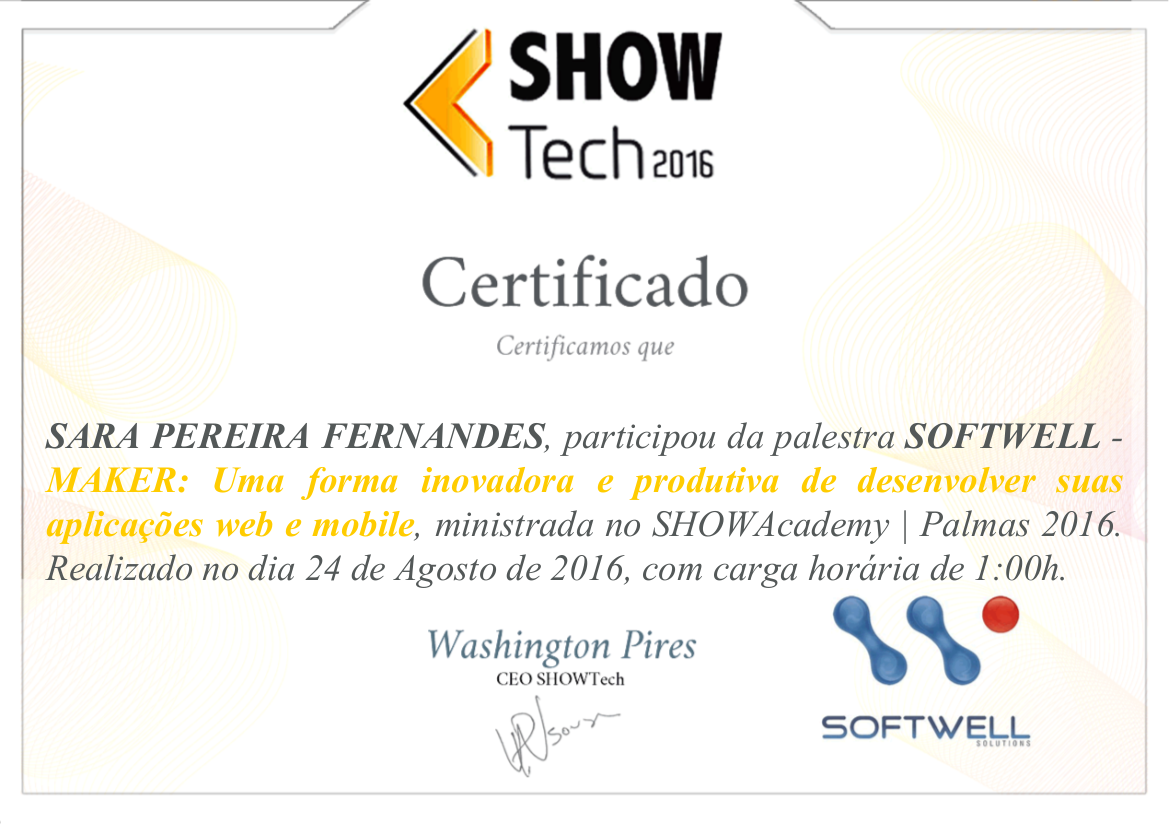 SHOW
Tech 2016
Certificado
Certificamos que
SARA PEREIRA FERNANDES, participou da palestra SOFTWELL -
MAKER: Uma forma inovadora e produtiva de desenvolver suas
aplicações web e mobile, ministrada no SHOWAcademy | Palmas 2016.
Realizado no dia 24 de Agosto de 2016, com carga horária de 1:00h.
Washington Pires
CEO SHOWTech
SOFTWELL
SOLUTIONS